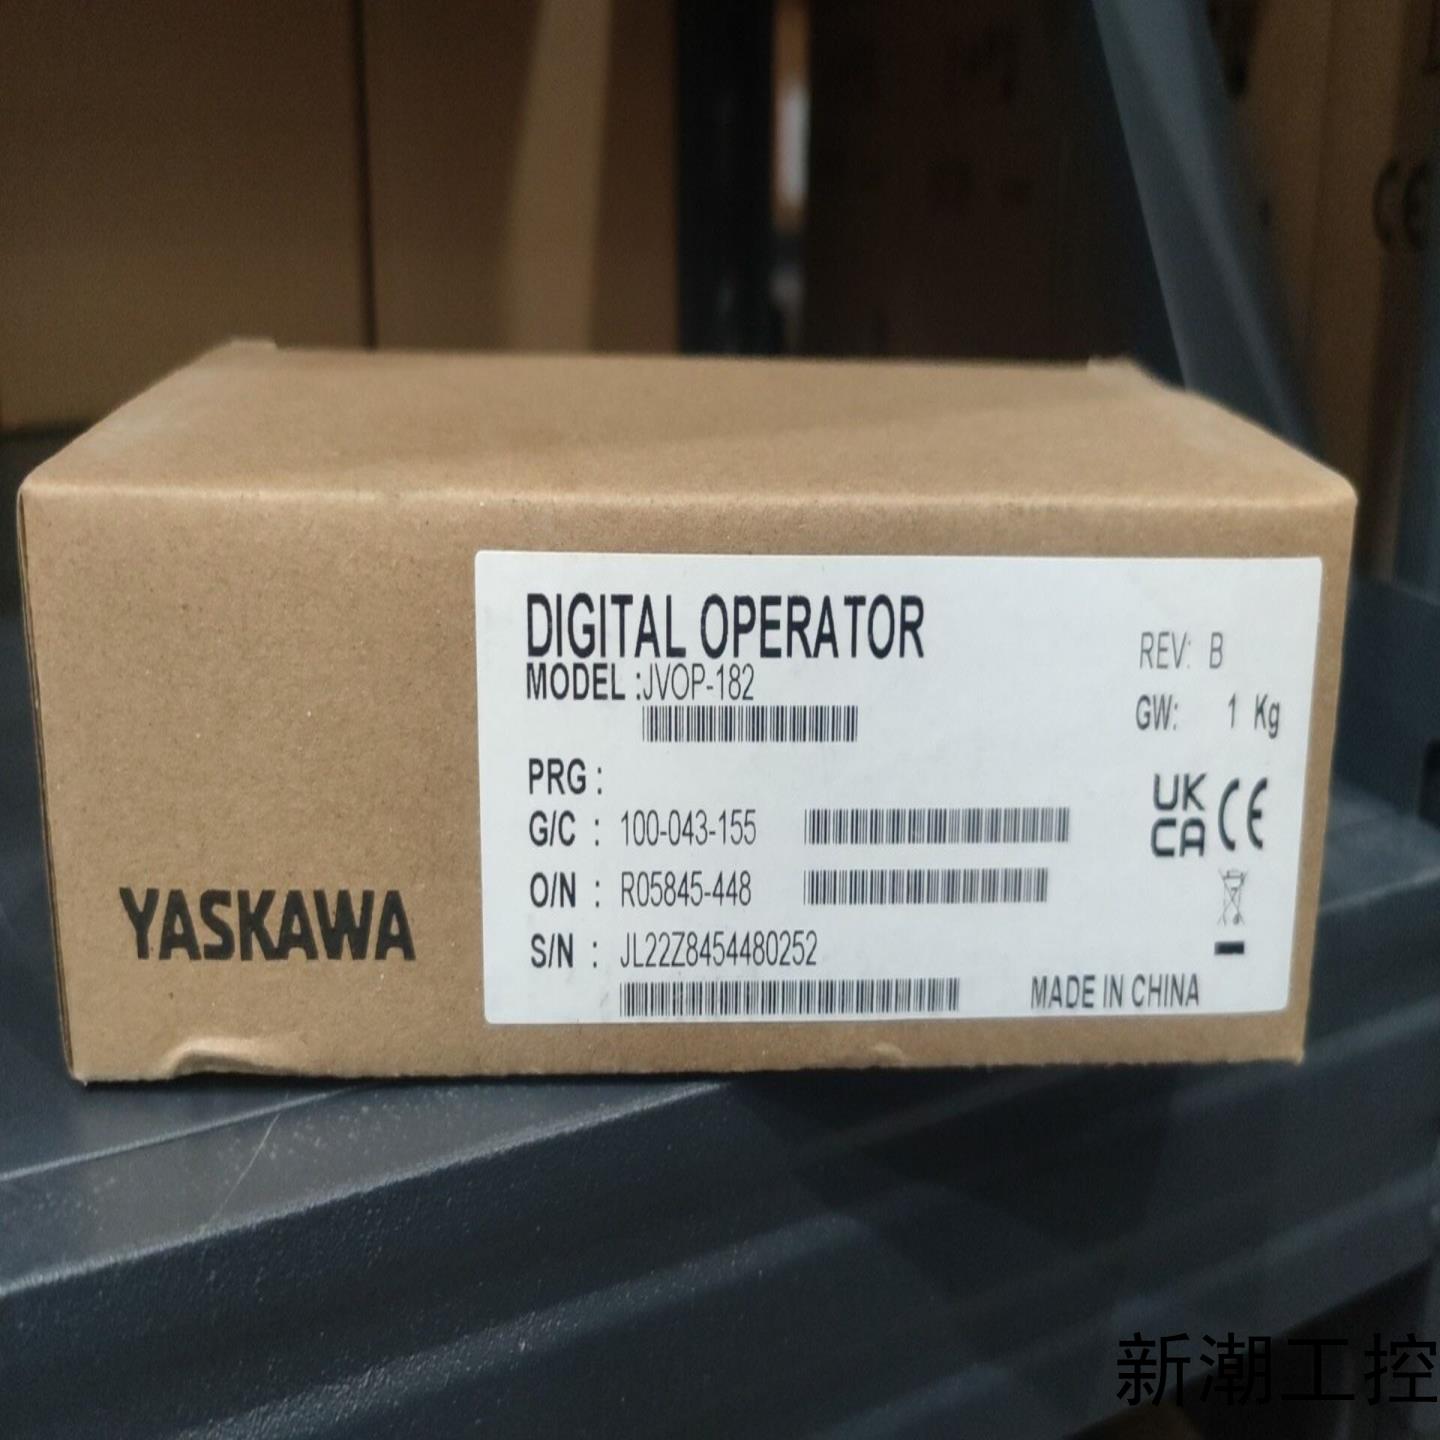 DIGITAL OPERATOR
MODEL :JVOP-182
REV: B
GW: 1 Kg
PRG :
G/C : 100-043-155
O/N : R05845-448
S/N : JL22Z8454480252
UK
CA CE
MADE IN CHINA
YASKAWA
CE
新潮工控